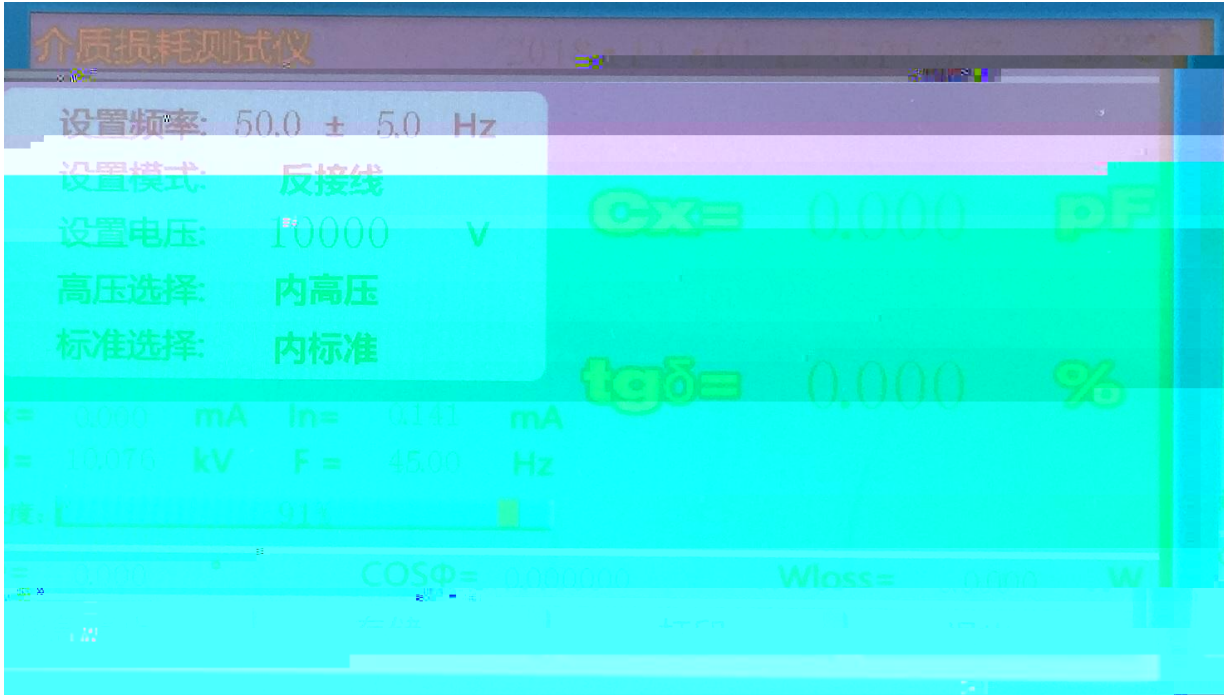 介质损耗测试仪
设置频率: 50.0 ± 5.0 Hz
设置模式: 反接线
设置电压: 10000 V
Cx= 0.000 pF
高压选择: 内高压
标准选择: 内标准
tgδ= 0.000 %
0.000 mA In= 0.141 mA
10.076 kV F = 45.00 Hz
91%
0.000 ° COSΦ= 0.000000 Wloss= 0.000 W